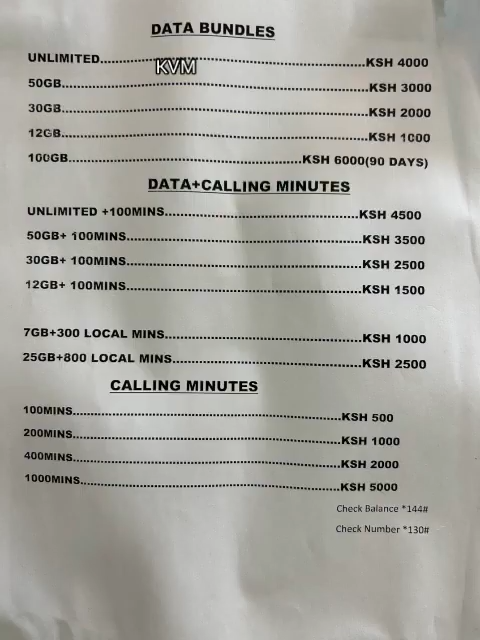 DATA BUNDLES
UNLIMITED..........................................................KSH 4000
KVM
50GB....................................................................KSH 3000
30GB....................................................................KSH 2000
12GB....................................................................KSH 1000
100GB....................................................KSH 6000(90 DAYS)
DATA+CALLING MINUTES
UNLIMITED +100MINS...........................................KSH 4500
50GB+ 100MINS....................................................KSH 3500
30GB+ 100MINS....................................................KSH 2500
12GB+ 100MINS....................................................KSH 1500
7GB+300 LOCAL MINS...........................................KSH 1000
25GB+800 LOCAL MINS.........................................KSH 2500
CALLING MINUTES
100MINS............................................................KSH 500
200MINS............................................................KSH 1000
400MINS............................................................KSH 2000
1000MINS..........................................................KSH 5000
Check Balance *144#
Check Number *130#